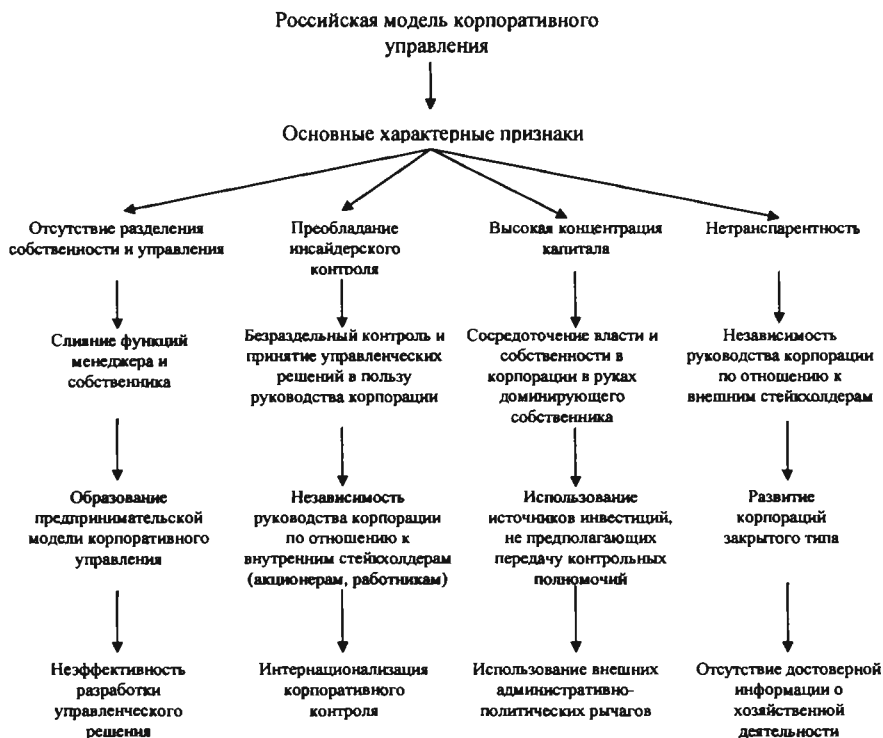 Российская модель корпоративного
управления
Основные характерные признаки
Отсутствие разделения
собственности и управления
Преобладание
инсайдерского
контроля
Высокая концентрация
капитала
Нетранспарентность
Слияние функций
менеджера и
собственника
Безраздельный контроль и
принятие управленческих
решений в пользу
руководства корпорации
Сосредоточение власти и
собственности в
корпорации в руках
доминирующего
собственника
Независимость
руководства корпорации
по отношению к
внешним стейкхолдерам
Образование
предпринимательской
модели корпоративного
управления
Независимость
руководства корпорации
по отношению к
внутренним стейкхолдерам
(акционерам, работникам)
Использование
источников инвестиций,
не предполагающих
передачу контрольных
полномочий
Развитие
корпораций
закрытого типа
Неэффективность
разработки
управленческого
решения
Интернационализация
корпоративного
контроля
Использование внешних
административно-
политических рычагов
Отсутствие достоверной
информации о
хозяйственной
деятельности